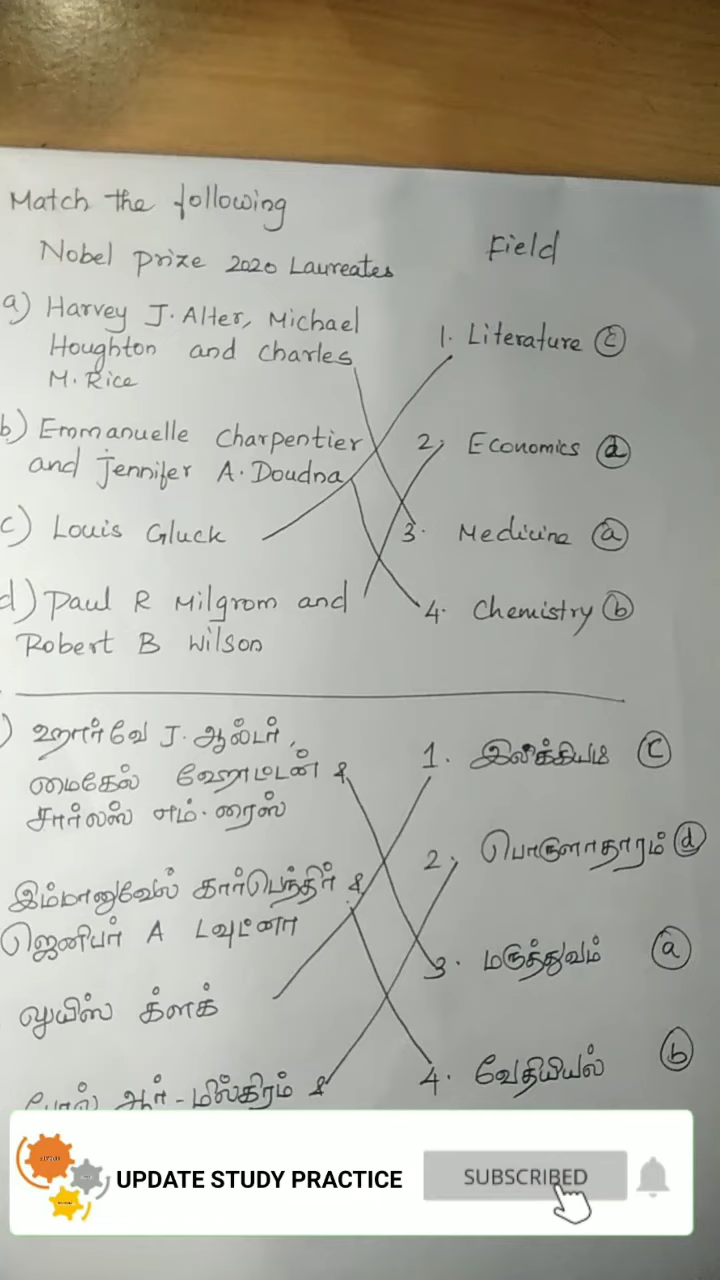 Match the following
Nobel prize 2020 Laureates
Field
a) Harvey J. Alter, Michael
Houghton and Charles
M. Rice
1. Literature c
b) Emmanuelle Charpentier
and Jennifer A. Doudna
2. Economics d
c) Louis Gluck
3. Medicine a
d) Paul R Milgrom and
Robert B Wilson
4. Chemistry b
) ஹார்வே J. ஆல்டர்,
மைகேல் ஹோடன் &
சார்லஸ் எம். ரைஸ்
1. இலக்கியம் c
இம்மானுவேல் கார்பெந்திர் &
ஜெனிபர் A டவுட்னா
2. பொருளாதாரம் d
லூயிஸ் க்ளக்
3. மருத்துவம் a
போல் ஆர் - மில்கிரம் &
4. வேதியியல் b
UPDATE STUDY PRACTICE
SUBSCRIBED